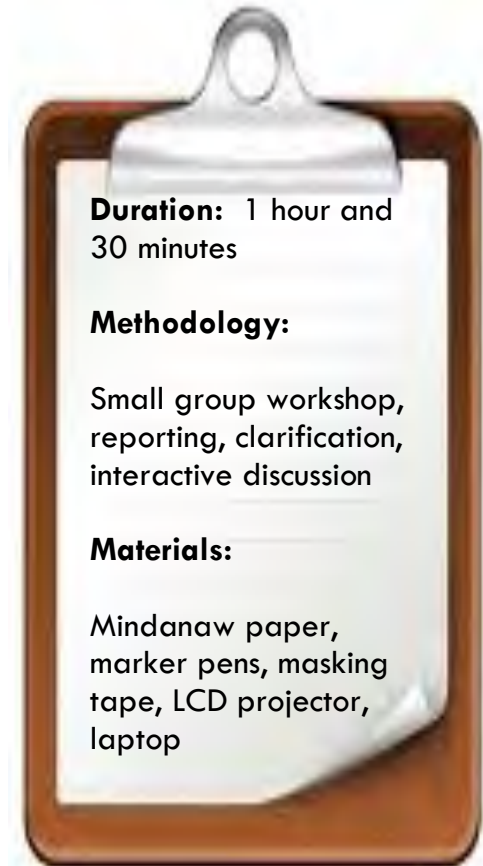 Duration: 1 hour and
30 minutes
Methodology:
Small group workshop,
reporting, clarification,
interactive discussion
Materials:
Mindanaw paper,
marker pens, masking
tape, LCD projector,
laptop